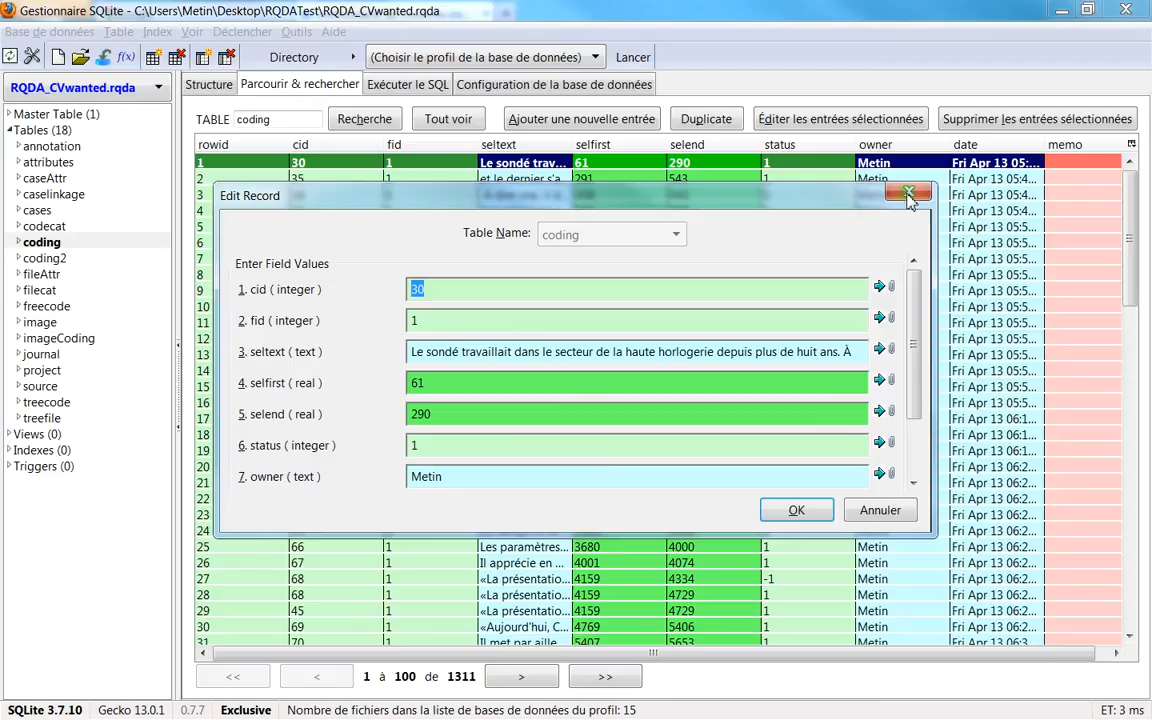 Gestionnaire SQLite - C:\Users\Metin\Desktop\RQDATest\RQDA_CVwanted.rqda
Base de données Table Index Voir Déclencher Outils Aide
f(x) Directory (Choisir le profil de la base de données) Lancer
RQDA_CVwanted.rqda
Master Table (1)
Tables (18)
annotation
attributes
caseAttr
caselinkage
cases
codecat
coding
coding2
fileAttr
filecat
freecode
image
imageCoding
journal
project
source
treecode
treefile
Views (0)
Indexes (0)
Triggers (0)
Structure Parcourir & rechercher Exécuter le SQL Configuration de la base de données
TABLE coding Recherche Tout voir Ajouter une nouvelle entrée Duplicate Éditer les entrées sélectionnées Supprimer les entrées sélectionnées
rowid cid fid seltext selfirst selend status owner date memo
1 30 1 Le sondé trav... 61 290 1 Metin Fri Apr 13 05:...
2 35 1 et le dernier s'a... 291 543 1 Metin Fri Apr 13 05:4...
3 Fri Apr 13 05:4...
4 Fri Apr 13 05:4...
5 Fri Apr 13 05:4...
6 Fri Apr 13 05:4...
7 Fri Apr 13 05:4...
8 Fri Apr 13 05:5...
9 Fri Apr 13 05:5...
10 Fri Apr 13 05:5...
11 Fri Apr 13 05:5...
12 Fri Apr 13 05:5...
13 Fri Apr 13 05:5...
14 Fri Apr 13 05:5...
15 Fri Apr 13 05:5...
16 Fri Apr 13 05:5...
17 Fri Apr 13 06:1...
18 Fri Apr 13 06:1...
19 Fri Apr 13 06:1...
20 Fri Apr 13 06:2...
21 Fri Apr 13 06:2...
22 Fri Apr 13 06:2...
23 Fri Apr 13 06:2...
24 Fri Apr 13 06:2...
25 66 1 Les paramètres... 3680 4000 1 Metin Fri Apr 13 06:2...
26 67 1 Il apprécie en ... 4001 4074 1 Metin Fri Apr 13 06:2...
27 68 1 «La présentatio... 4159 4334 -1 Metin Fri Apr 13 06:2...
28 68 1 «La présentatio... 4159 4729 1 Metin Fri Apr 13 06:2...
29 45 1 «La présentatio... 4159 4729 1 Metin Fri Apr 13 06:2...
30 69 1 «Aujourd'hui, C... 4769 5406 1 Metin Fri Apr 13 06:2...
31 70 1 Il met par aille... 5407 5653 1 Metin Fri Apr 13 06:3...
Edit Record
Table Name: coding
Enter Field Values
1. cid ( integer ) 30
2. fid ( integer ) 1
3. seltext ( text ) Le sondé travaillait dans le secteur de la haute horlogerie depuis plus de huit ans. À
4. selfirst ( real ) 61
5. selend ( real ) 290
6. status ( integer ) 1
7. owner ( text ) Metin
OK Annuler
<< < 1 à 100 de 1311 > >>
SQLite 3.7.10 Gecko 13.0.1 0.7.7 Exclusive Nombre de fichiers dans la liste de bases de données du profil: 15 ET: 3 ms